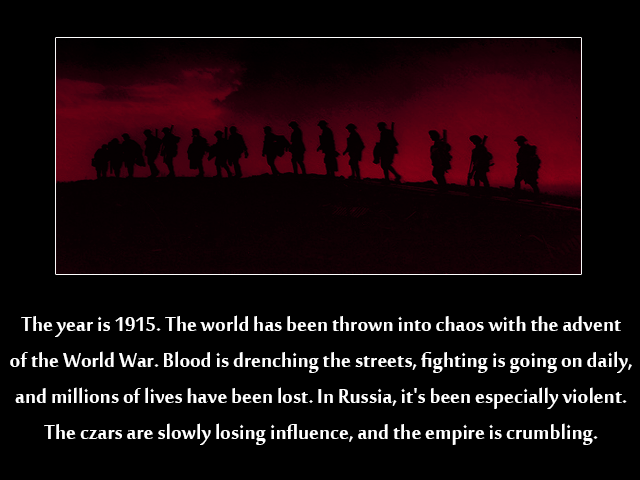 The year is 1915. The world has been thrown into chaos with the advent
of the World War. Blood is drenching the streets, fighting is going on daily,
and millions of lives have been lost. In Russia, it's been especially violent.
The czars are slowly losing influence, and the empire is crumbling.